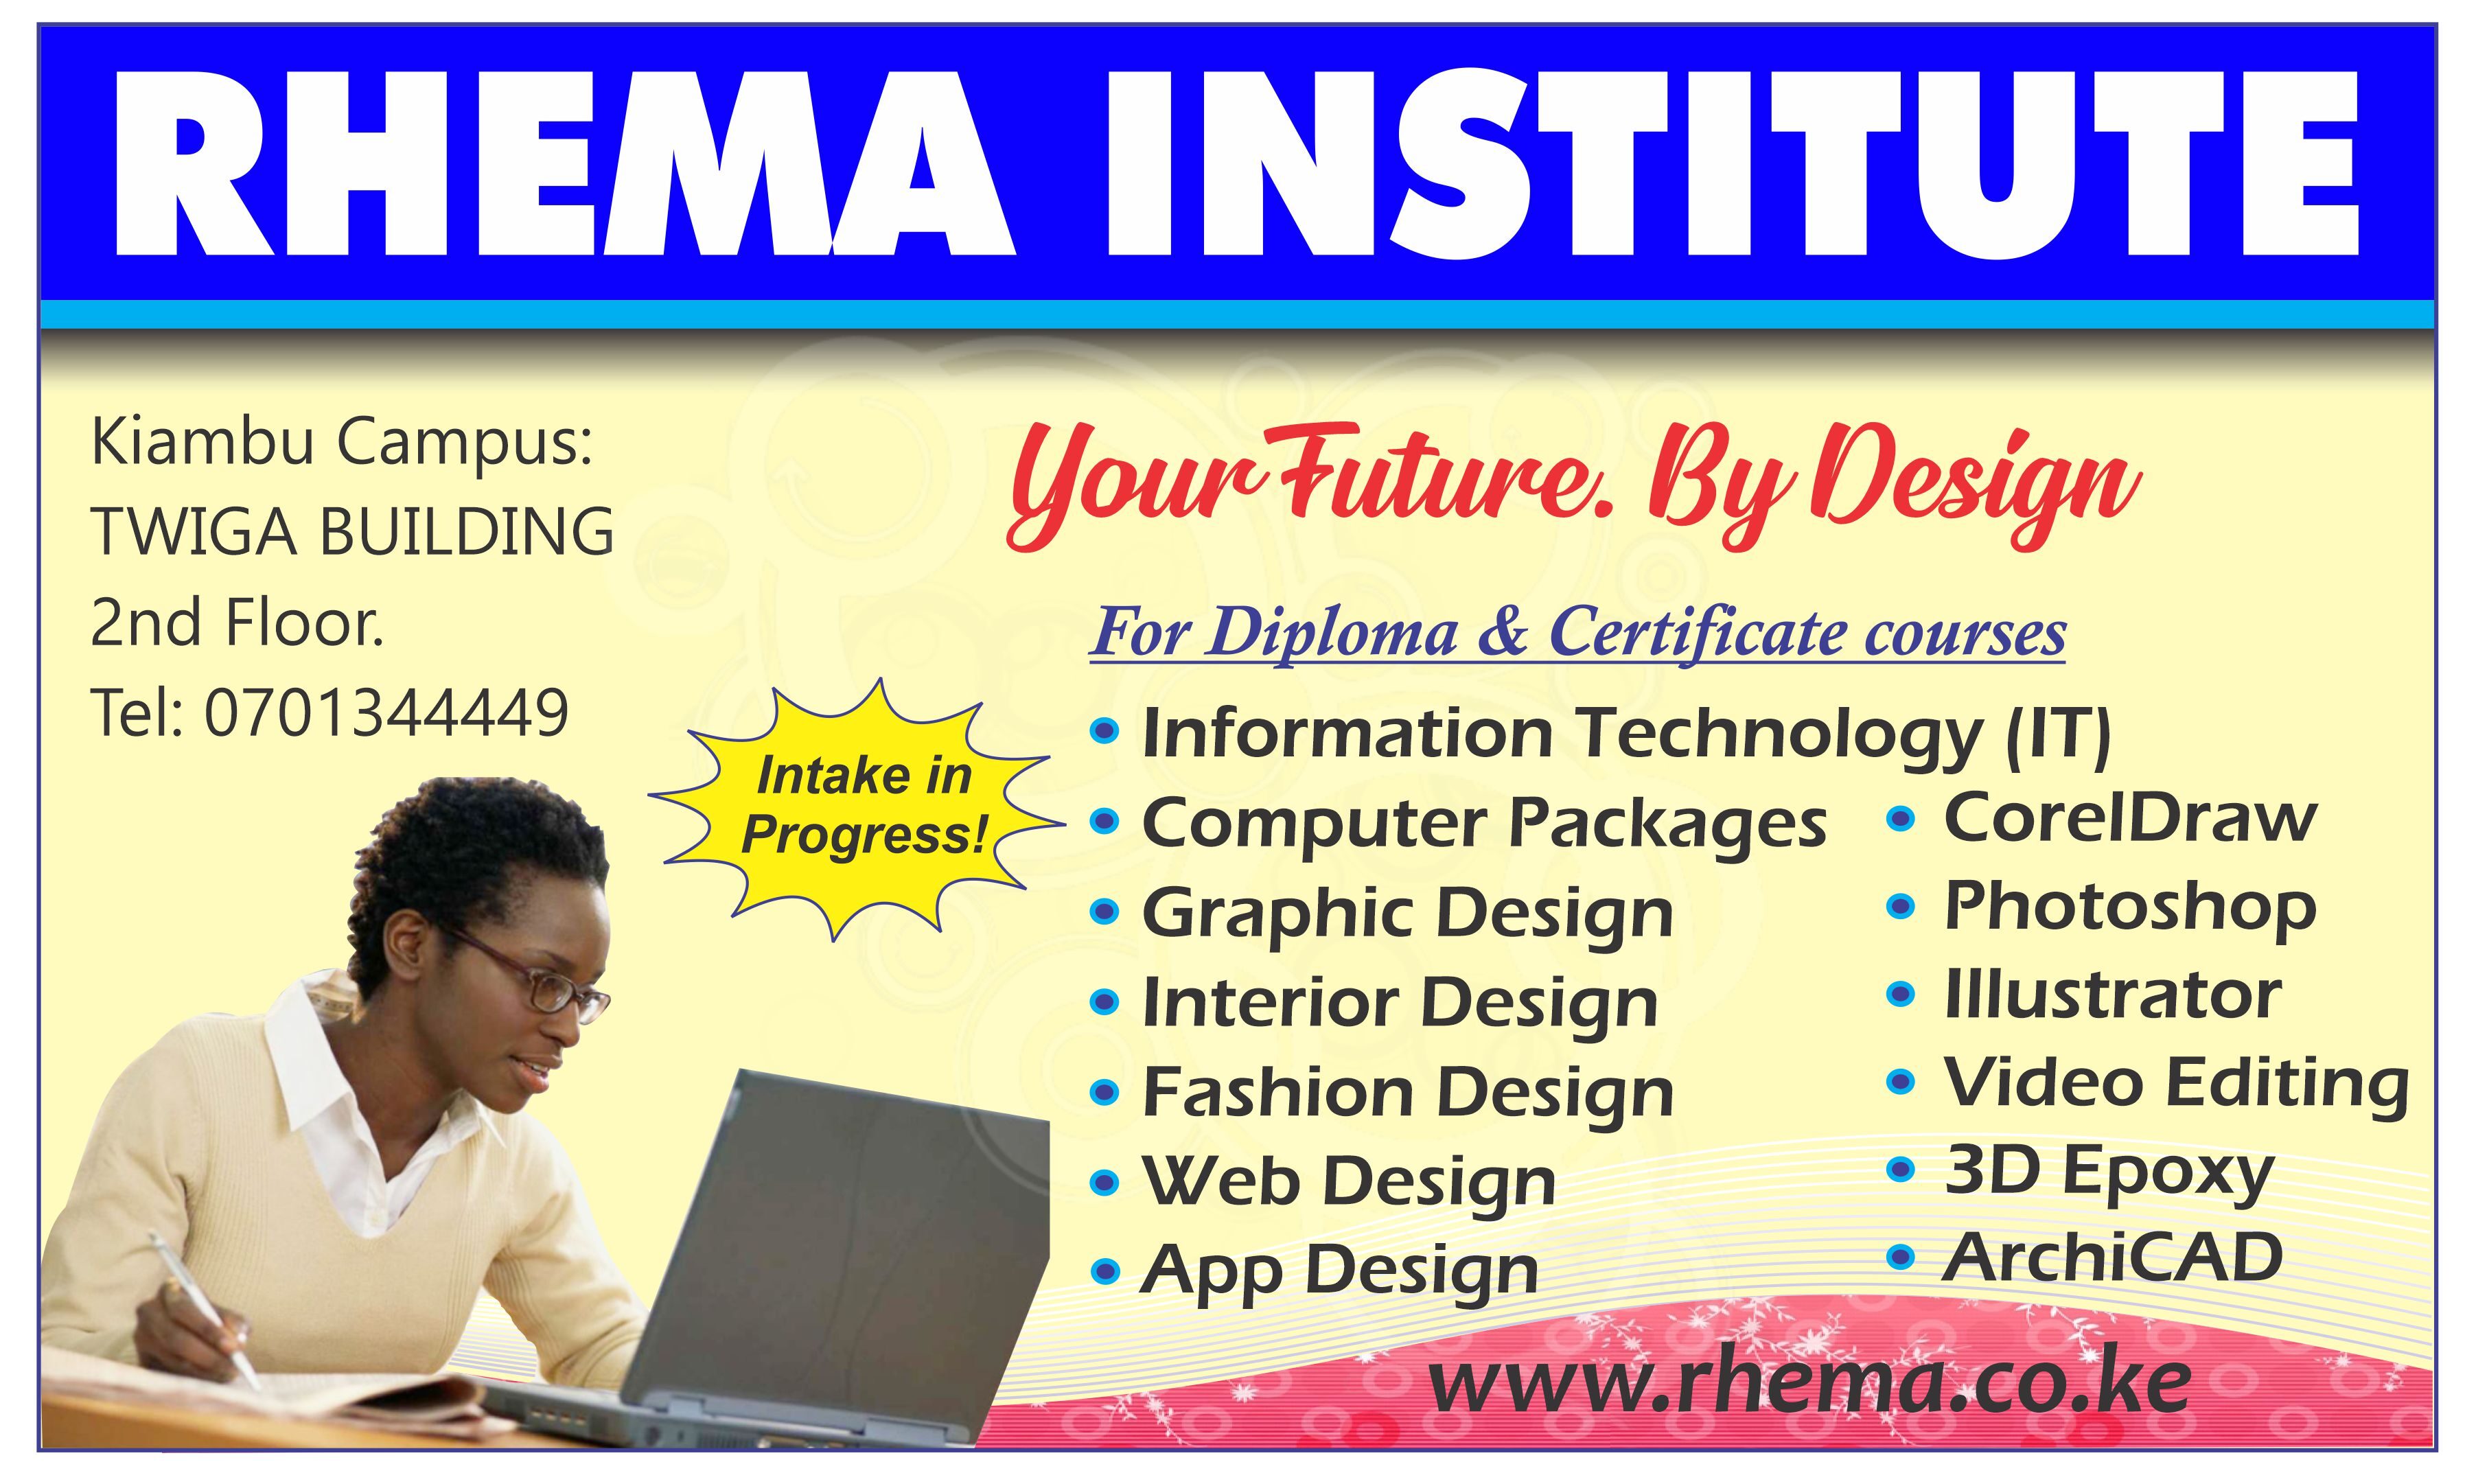 RHEMA INSTITUTE
Kiambu Campus:
TWIGA BUILDING
2nd Floor.
Tel: 0701344449
Intake in
Progress!
Your Future. By Design
For Diploma & Certificate courses
Information Technology (IT)
Computer Packages
Graphic Design
Interior Design
Fashion Design
Web Design
App Design
CorelDraw
Photoshop
Illustrator
Video Editing
3D Epoxy
ArchiCAD
www.rhema.co.ke